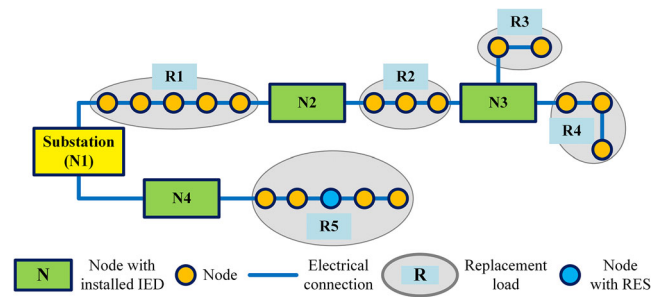 R3
R1
R2
N2
N3
R4
Substation
(N1)
N4
R5
N
Node with
installed IED
Node
Electrical
connection
R
Replacement
load
Node
with RES